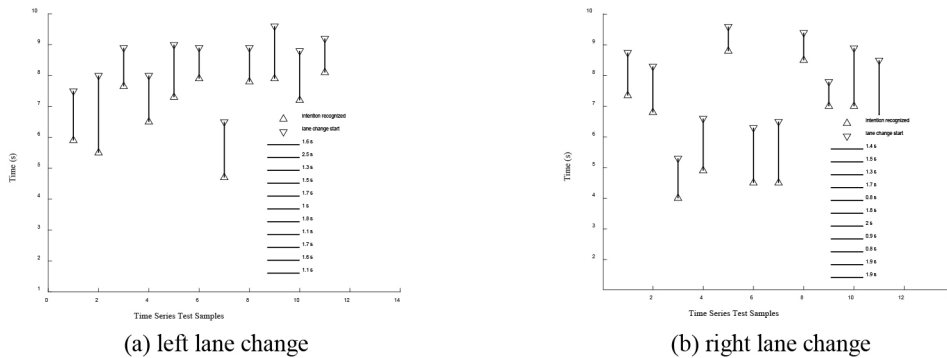 10
9
8
7
6
5
4
3
2
1
Time (s)
0
2
4
6
8
10
12
14
Time Series Test Samples
intention recognized
lane change start
1.6 s
2.5 s
1.3 s
1.5 s
1.7 s
1 s
1.8 s
1.1 s
1.7 s
1.6 s
1.1 s
(a) left lane change
10
9
8
7
6
5
4
3
2
Time (s)
2
4
6
8
10
12
Time Series Test Samples
intention recognized
lane change start
1.4 s
1.5 s
1.3 s
1.7 s
0.8 s
1.8 s
2 s
0.9 s
0.8 s
1.9 s
1.9 s
(b) right lane change